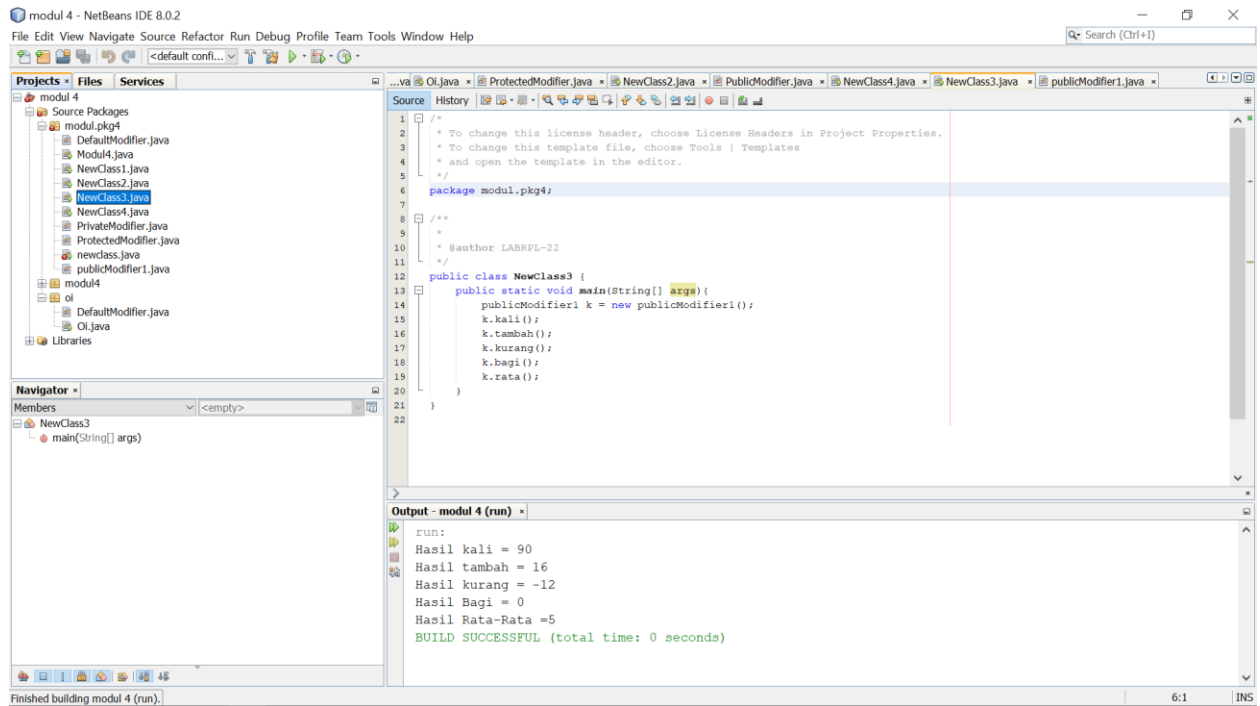 modul 4 - NetBeans IDE 8.0.2
File Edit View Navigate Source Refactor Run Debug Profile Team Tools Window Help
Search (Ctrl+I)
<default confi...
Projects Files Services
modul 4
Source Packages
modul.pkg4
DefaultModifier.java
Modul4.java
NewClass1.java
NewClass2.java
NewClass3.java
NewClass4.java
PrivateModifier.java
ProtectedModifier.java
newclass.java
publicModifier1.java
modul4
oi
DefaultModifier.java
Oi.java
Libraries
Navigator
Members <empty>
NewClass3
main(String[] args)
...va Oi.java ProtectedModifier.java NewClass2.java PublicModifier.java NewClass4.java NewClass3.java publicModifier1.java
Source History
1 /*
2 * To change this license header, choose License Headers in Project Properties.
3 * To change this template file, choose Tools | Templates
4 * and open the template in the editor.
5 */
6 package modul.pkg4;
7
8 /**
9 *
10 * @author LABRPL-22
11 */
12 public class NewClass3 {
13 public static void main(String[] args){
14 publicModifier1 k = new publicModifier1();
15 k.kali();
16 k.tambah();
17 k.kurang();
18 k.bagi();
19 k.rata();
20 }
21 }
22
Output - modul 4 (run)
run:
Hasil kali = 90
Hasil tambah = 16
Hasil kurang = -12
Hasil Bagi = 0
Hasil Rata-Rata =5
BUILD SUCCESSFUL (total time: 0 seconds)
Finished building modul 4 (run).
6:1 INS